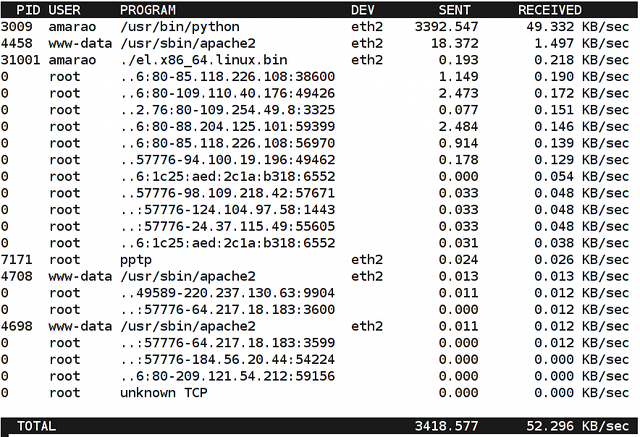 PID USER PROGRAM DEV SENT RECEIVED
3009 amarao /usr/bin/python eth2 3392.547 49.332 KB/sec
4458 www-data /usr/sbin/apache2 eth2 18.372 1.497 KB/sec
31001 amarao ./el.x86_64.linux.bin eth2 0.193 0.218 KB/sec
0 root ..6:80-85.118.226.108:38600 1.149 0.190 KB/sec
0 root ..6:80-109.110.40.176:49426 2.473 0.172 KB/sec
0 root ..2.76:80-109.254.49.8:3325 0.077 0.151 KB/sec
0 root ..6:80-88.204.125.101:59399 2.484 0.146 KB/sec
0 root ..6:80-85.118.226.108:56970 0.914 0.139 KB/sec
0 root ..57776-94.100.19.196:49462 0.178 0.129 KB/sec
0 root ..6:1c25:aed:2c1a:b318:6552 0.000 0.054 KB/sec
0 root ..57776-98.109.218.42:57671 0.033 0.048 KB/sec
0 root ..:57776-124.104.97.58:1443 0.033 0.048 KB/sec
0 root ..:57776-24.37.115.49:55605 0.033 0.048 KB/sec
0 root ..6:1c25:aed:2c1a:b318:6552 0.031 0.038 KB/sec
7171 root pptp eth2 0.024 0.026 KB/sec
4708 www-data /usr/sbin/apache2 eth2 0.013 0.013 KB/sec
0 root ..49589-220.237.130.63:9904 0.011 0.012 KB/sec
0 root ..:57776-64.217.18.183:3600 0.000 0.012 KB/sec
4698 www-data /usr/sbin/apache2 eth2 0.011 0.012 KB/sec
0 root ..:57776-64.217.18.183:3599 0.000 0.012 KB/sec
0 root ..:57776-184.56.20.44:54224 0.000 0.000 KB/sec
0 root ..6:80-209.121.54.212:59156 0.000 0.000 KB/sec
0 root unknown TCP 0.000 0.000 KB/sec
TOTAL 3418.577 52.296 KB/sec